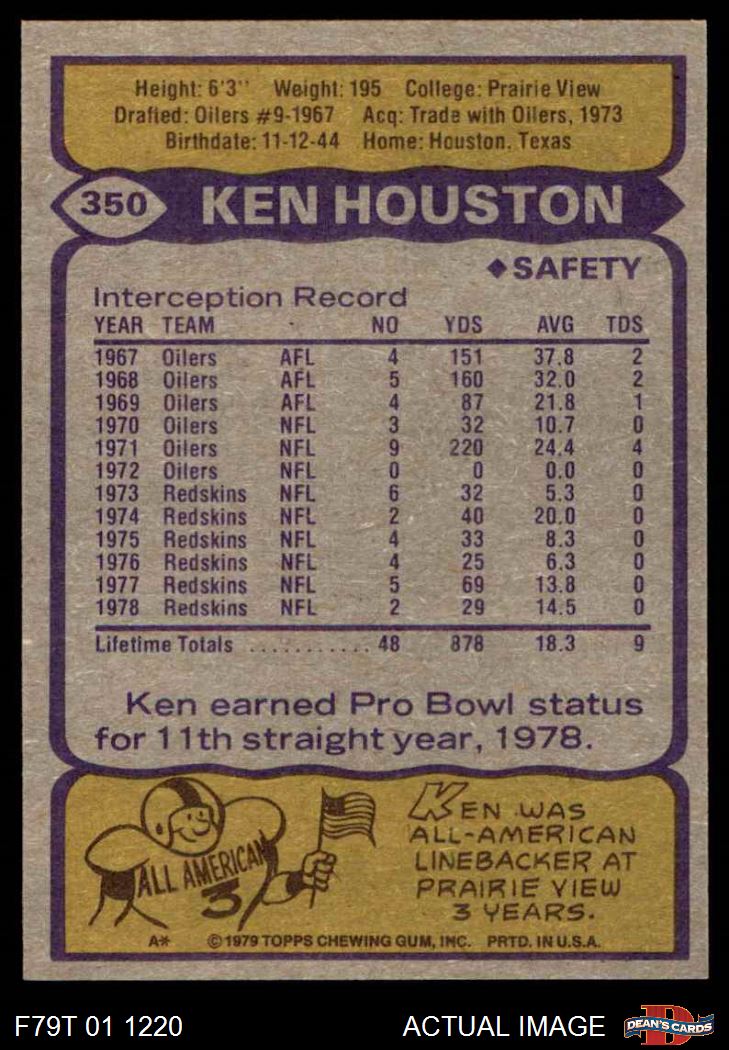 Height: 6'3'' Weight: 195 College: Prairie View
Drafted: Oilers #9-1967 Acq: Trade with Oilers, 1973
Birthdate: 11-12-44 Home: Houston, Texas
350 KEN HOUSTON
◆SAFETY
Interception Record
YEAR TEAM NO YDS AVG TDS
1967 Oilers AFL 4 151 37.8 2
1968 Oilers AFL 5 160 32.0 2
1969 Oilers AFL 4 87 21.8 1
1970 Oilers NFL 3 32 10.7 0
1971 Oilers NFL 9 220 24.4 4
1972 Oilers NFL 0 0 0.0 0
1973 Redskins NFL 6 32 5.3 0
1974 Redskins NFL 2 40 20.0 0
1975 Redskins NFL 4 33 8.3 0
1976 Redskins NFL 4 25 6.3 0
1977 Redskins NFL 5 69 13.8 0
1978 Redskins NFL 2 29 14.5 0
Lifetime Totals ........... 48 878 18.3 9
Ken earned Pro Bowl status
for 11th straight year, 1978.
ALL AMERICAN
3
KEN WAS
ALL-AMERICAN
LINEBACKER AT
PRAIRIE VIEW
3 YEARS.
A* ©1979 TOPPS CHEWING GUM, INC. PRTD. IN U.S.A.
F79T 01 1220 ACTUAL IMAGE D DEAN'S CARDS